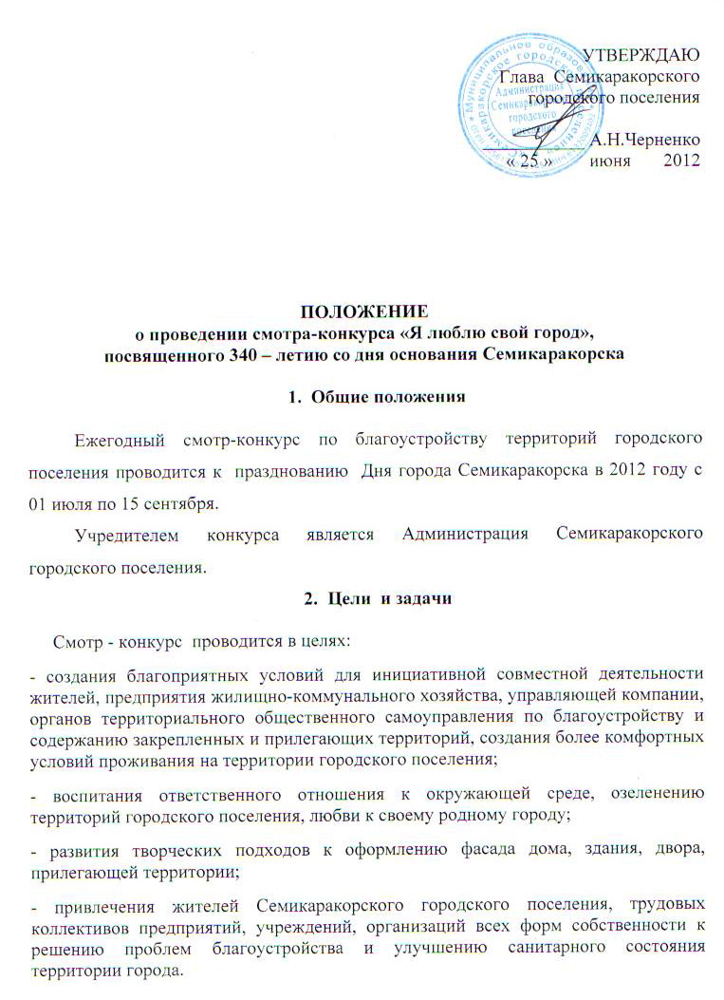 УТВЕРЖДАЮ
Глава Семикаракорского
городского поселения
А.Н.Черненко
« 25 » июня 2012
Администрация
Семикаракорского
городского
поселения
ПОЛОЖЕНИЕ
о проведении смотра-конкурса «Я люблю свой город»,
посвященного 340 – летию со дня основания Семикаракорска
1. Общие положения
Ежегодный смотр-конкурс по благоустройству территорий городского
поселения проводится к празднованию Дня города Семикаракорска в 2012 году с
01 июля по 15 сентября.
Учредителем конкурса является Администрация Семикаракорского
городского поселения.
2. Цели и задачи
Смотр - конкурс проводится в целях:
- создания благоприятных условий для инициативной совместной деятельности
жителей, предприятия жилищно-коммунального хозяйства, управляющей компании,
органов территориального общественного самоуправления по благоустройству и
содержанию закрепленных и прилегающих территорий, создания более комфортных
условий проживания на территории городского поселения;
- воспитания ответственного отношения к окружающей среде, озеленению
территорий городского поселения, любви к своему родному городу;
- развития творческих подходов к оформлению фасада дома, здания, двора,
прилегающей территории;
- привлечения жителей Семикаракорского городского поселения, трудовых
коллективов предприятий, учреждений, организаций всех форм собственности к
решению проблем благоустройства и улучшению санитарного состояния
территории города.